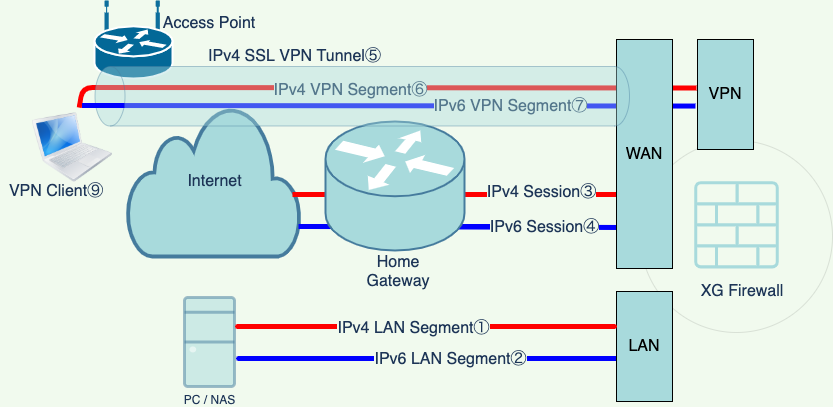 Access Point
IPv4 SSL VPN Tunnel⑤
IPv4 VPN Segment⑥
IPv6 VPN Segment⑦
VPN
WAN
VPN Client⑨
Internet
IPv4 Session③
IPv6 Session④
Home
Gateway
XG Firewall
IPv4 LAN Segment①
IPv6 LAN Segment②
LAN
PC / NAS